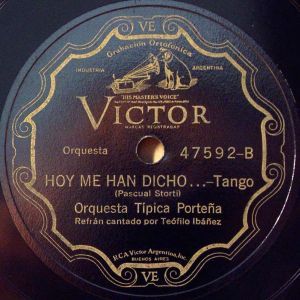 VE
Grabación Ortofónica
"HIS MASTER'S VOICE"
INDUSTRIA ARGENTINA
VICTOR
MARCAS REGISTRADAS
Orquesta 47592-B
HOY ME HAN DICHO...-Tango
(Pascual Storti)
Orquesta Típica Porteña
Refrán cantado por Teófilo Ibáñez
RCA Victor Argentina, Inc.
BUENOS AIRES
VE